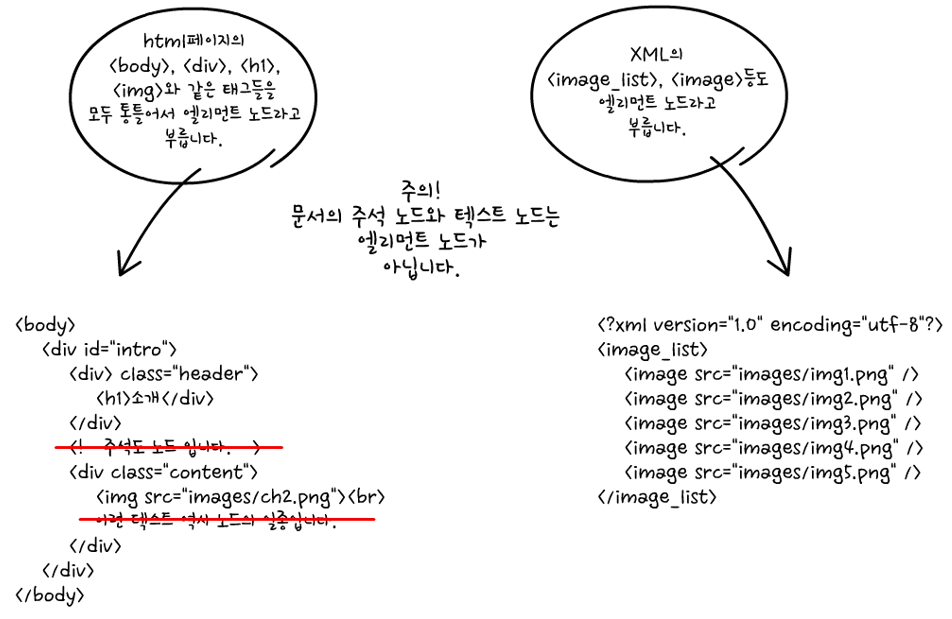 html페이지의
<body>, <div>, <h1>,
<img>와 같은 태그들을
모두 통틀어서 엘리먼트 노드라고
부릅니다.
XML의
<image_list>, <image>등도
엘리먼트 노드라고
부릅니다.
주의!
문서의 주석 노드와 텍스트 노드는
엘리먼트 노드가
아닙니다.
<body>
<div id="intro">
<div> class="header">
<h1>소개</div>
</div>
<!-- 주석도 노드 입니다. -->
<div class="content">
<img src="images/ch2.png"><br>
이런 텍스트 역시 노드의 일종입니다.
</div>
</div>
</body>
<?xml version="1.0" encoding="utf-8"?>
<image_list>
<image src="images/img1.png" />
<image src="images/img2.png" />
<image src="images/img3.png" />
<image src="images/img4.png" />
<image src="images/img5.png" />
</image_list>